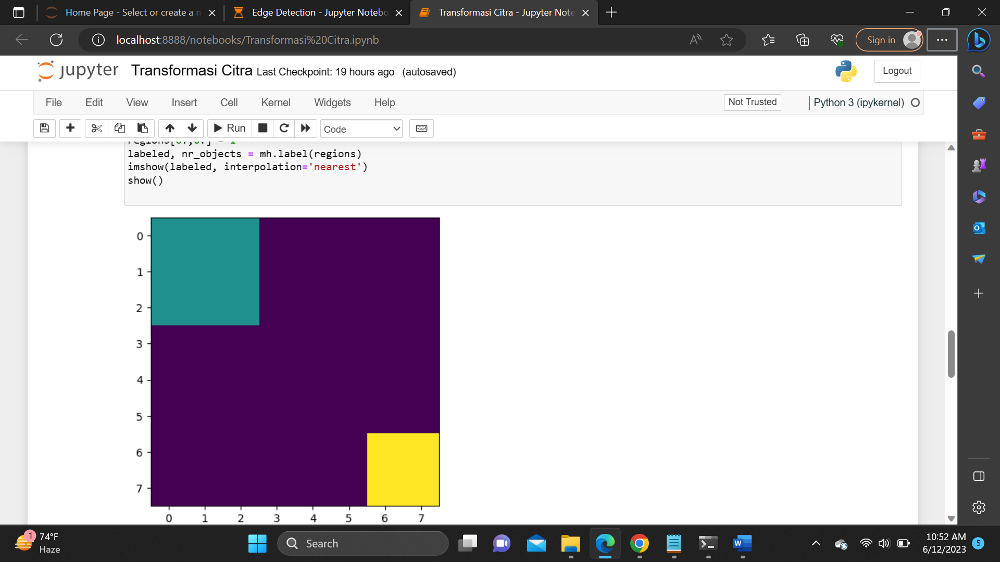 Home Page - Select or create a n
Edge Detection - Jupyter Notebo
Transformasi Citra - Jupyter Note
localhost:8888/notebooks/Transformasi%20Citra.ipynb
Sign in
jupyter Transformasi Citra Last Checkpoint: 19 hours ago (autosaved)
Logout
File Edit View Insert Cell Kernel Widgets Help
Not Trusted
Python 3 (ipykernel)
Run
Code
labeled, nr_objects = mh.label(regions)
imshow(labeled, interpolation='nearest')
show()
0
1
2
3
4
5
6
7
0 1 2 3 4 5 6 7
1
74°F
Haze
Search
10:52 AM
6/12/2023
5